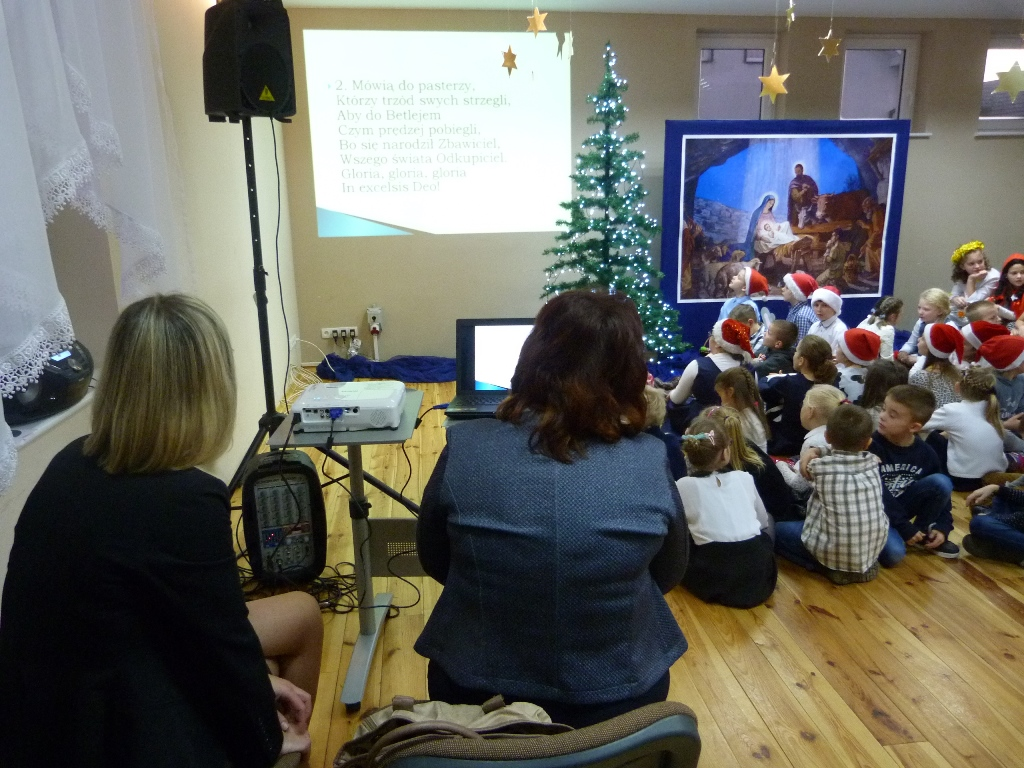 2. Mówią do pasterzy,
Którzy trzód swych strzegli,
Aby do Betlejem
Czym prędzej pobiegli,
Bo się narodził Zbawiciel,
Wszego świata Odkupiciel,
Gloria, gloria, gloria
In excelsis Deo!
AMERICA